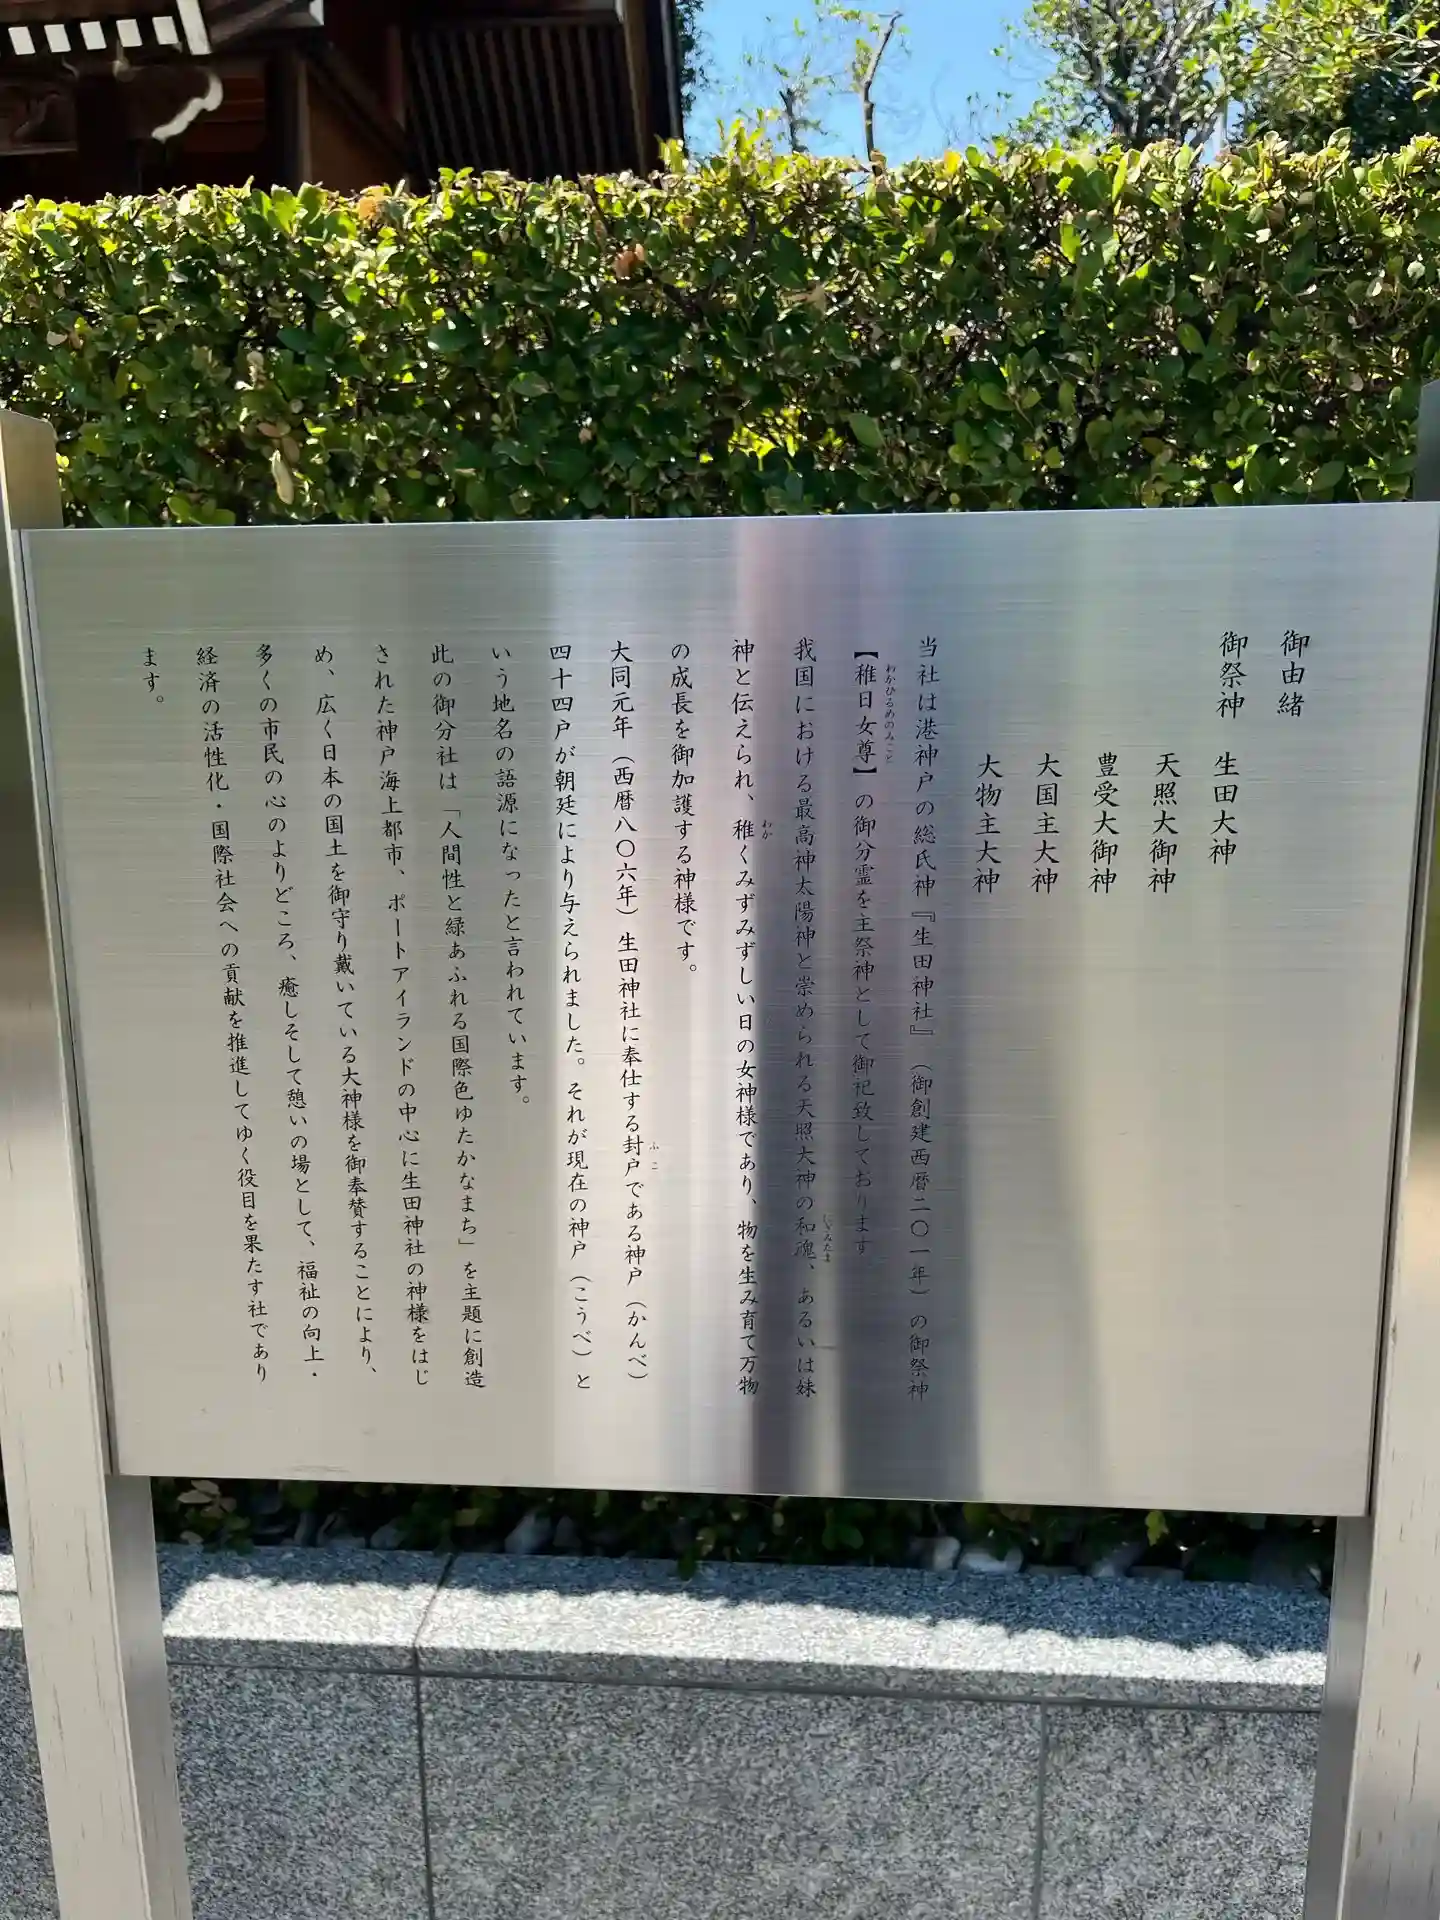 御由緒
御祭神
生田大神
天照大御神
豊受大御神
大国主大神
大物主大神
当社は港神戸の総氏神『生田神社』(御創建西暦二〇一年)の御祭神
【稚日女尊】の御分霊を主祭神として御祀致しております
わかひるめのみこと
我国における最高神太陽神と崇められる天照大神の和魂、あるいは妹
にぎみたま
神と伝えられ、稚くみずみずしい日の女神様であり、物を生み育て万物
わか
の成長を御加護する神様です。
大同元年(西暦八〇六年)生田神社に奉仕する封戸である神戸(かんべ)
ふこ
四十四戸が朝廷により与えられました。それが現在の神戸(こうべ)と
いう地名の語源になったと言われています。
此の御分社は「人間性と緑あふれる国際色ゆたかなまち」を主題に創造
された神戸海上都市、ポートアイランドの中心に生田神社の神様をはじ
め、広く日本の国土を御守り戴いている大神様を御奉賛することにより、
多くの市民の心のよりどころ、癒しそして憩いの場として、福祉の向上・
経済の活性化・国際社会への貢献を推進してゆく役目を果たす社であり
ます。